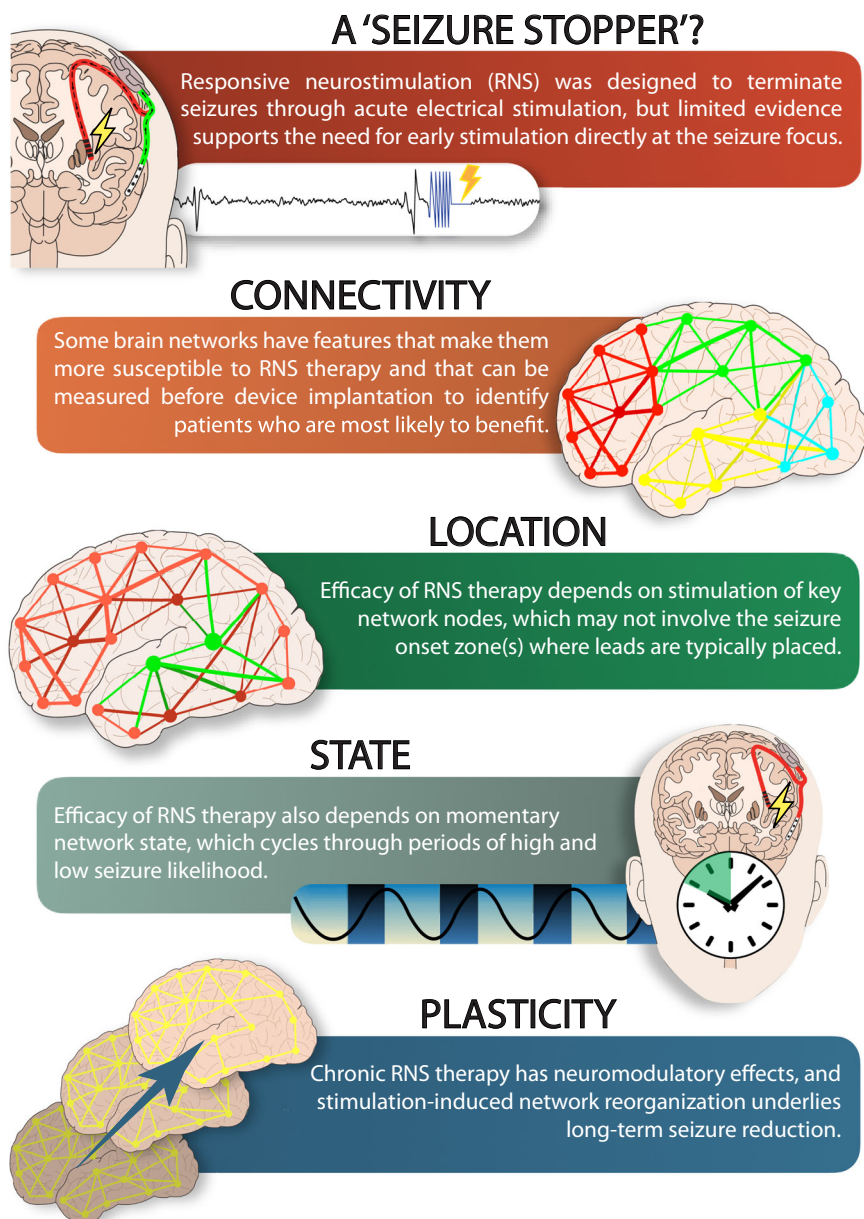 A ‘SEIZURE STOPPER’?
Responsive neurostimulation (RNS) was designed to terminate
seizures through acute electrical stimulation, but limited evidence
supports the need for early stimulation directly at the seizure focus.
CONNECTIVITY
Some brain networks have features that make them
more susceptible to RNS therapy and that can be
measured before device implantation to identify
patients who are most likely to benefit.
LOCATION
Efficacy of RNS therapy depends on stimulation of key
network nodes, which may not involve the seizure
onset zone(s) where leads are typically placed.
STATE
Efficacy of RNS therapy also depends on momentary
network state, which cycles through periods of high and
low seizure likelihood.
PLASTICITY
Chronic RNS therapy has neuromodulatory effects, and
stimulation-induced network reorganization underlies
long-term seizure reduction.